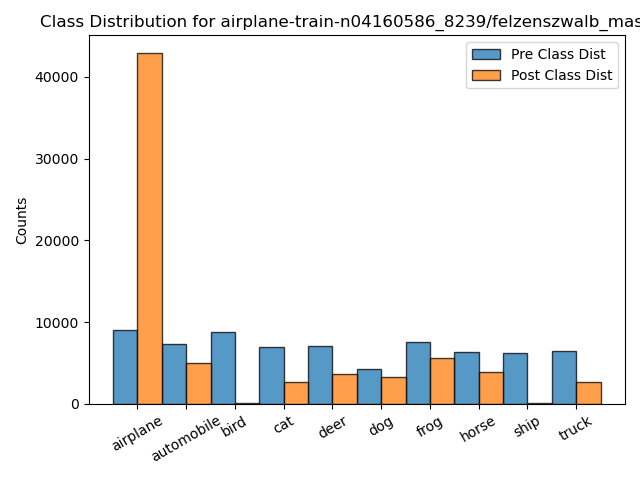 Class Distribution for airplane-train-n04160586_8239/felzenszwalb_mas
Pre Class Dist
Post Class Dist
Counts
40000
30000
20000
10000
0
airplane
automobile
bird
cat
deer
dog
frog
horse
ship
truck